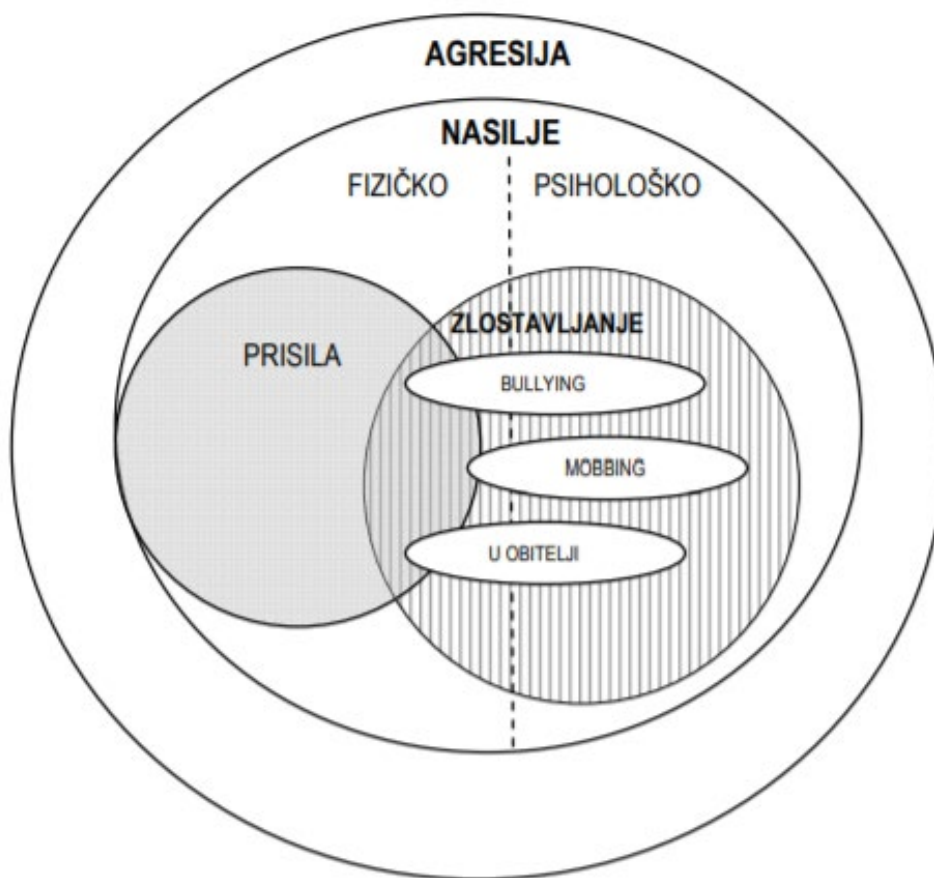 AGRESIJA
NASILJE
FIZIČKO PSIHOLOŠKO
ZLOSTAVLJANJE
PRISILA
BULLYING
MOBBING
U OBITELJI